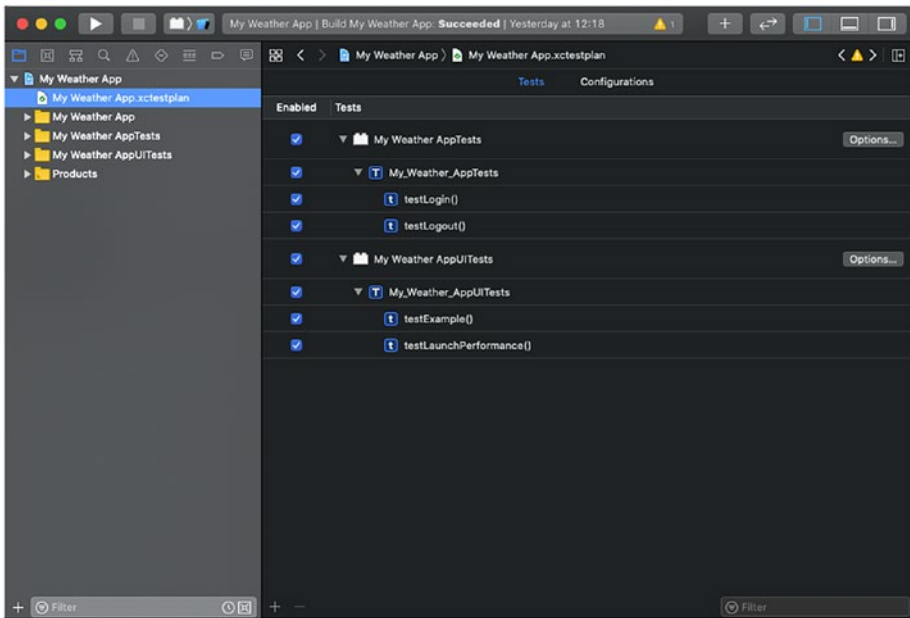 My Weather App | Build My Weather App: Succeeded | Yesterday at 12:18
1
My Weather App
My Weather App.xctestplan
My Weather App
My Weather AppTests
My Weather AppUITests
Products
Filter
My Weather App
My Weather App.xctestplan
Tests
Configurations
Enabled
Tests
My Weather AppTests
Options...
T
My_Weather_AppTests
t
testLogin()
t
testLogout()
My Weather AppUITests
Options...
T
My_Weather_AppUITests
t
testExample()
t
testLaunchPerformance()
Filter